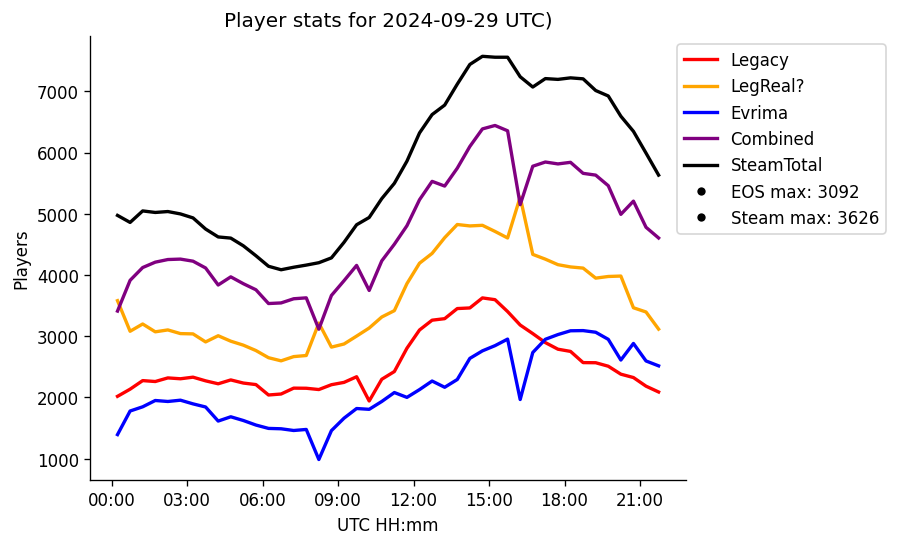 Player stats for 2024-09-29 UTC)
Legacy
LegReal?
Evrima
Combined
SteamTotal
EOS max: 3092
Steam max: 3626
Players
7000
6000
5000
4000
3000
2000
1000
00:00 03:00 06:00 09:00 12:00 15:00 18:00 21:00
UTC HH:mm